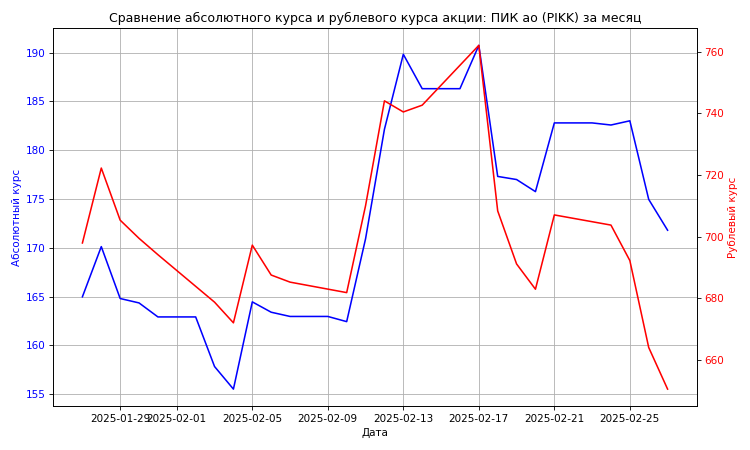 Сравнение абсолютного курса и рублевого курса акции: ПИК ао (PIKK) за месяц
Абсолютный курс
190
185
180
175
170
165
160
155
760
740
720
700
680
660
Рублевый курс
2025-01-29 2025-02-01 2025-02-05 2025-02-09 2025-02-13 2025-02-17 2025-02-21 2025-02-25
Дата